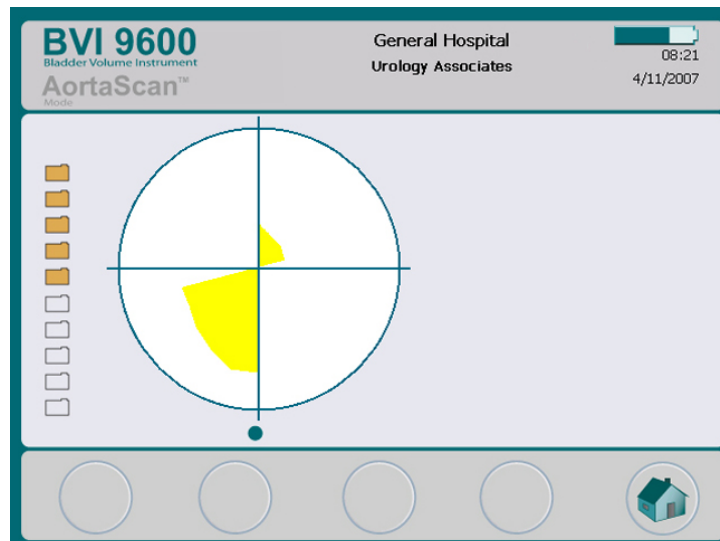 BVI 9600
Bladder Volume Instrument
AortaScan™
Mode
General Hospital
Urology Associates
08:21
4/11/2007